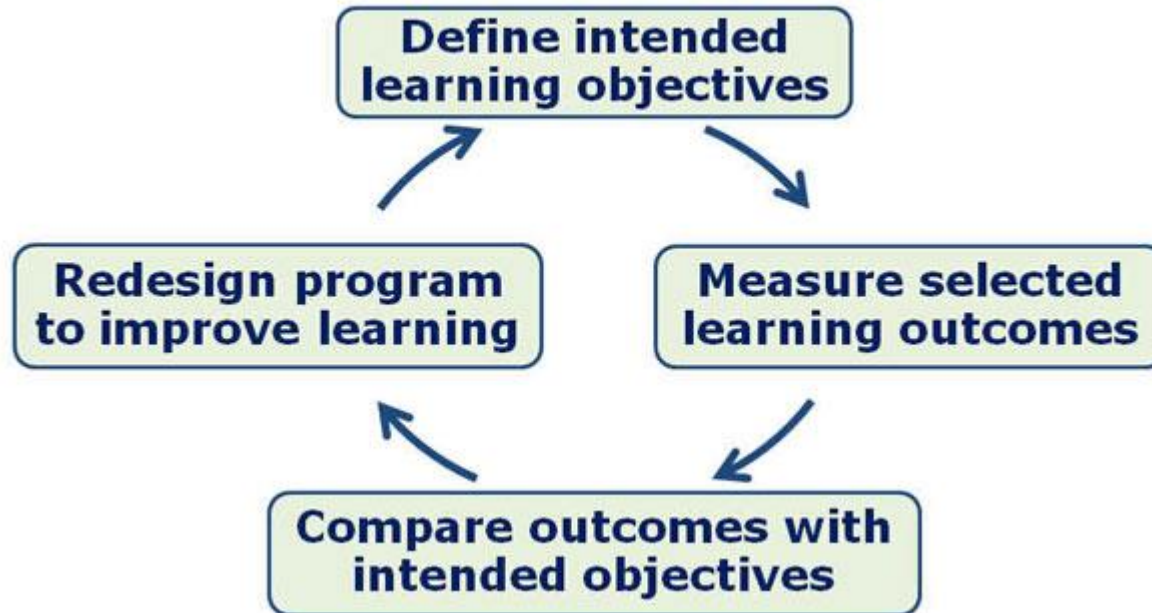 Define intended
learning objectives
Measure selected
learning outcomes
Compare outcomes with
intended objectives
Redesign program
to improve learning